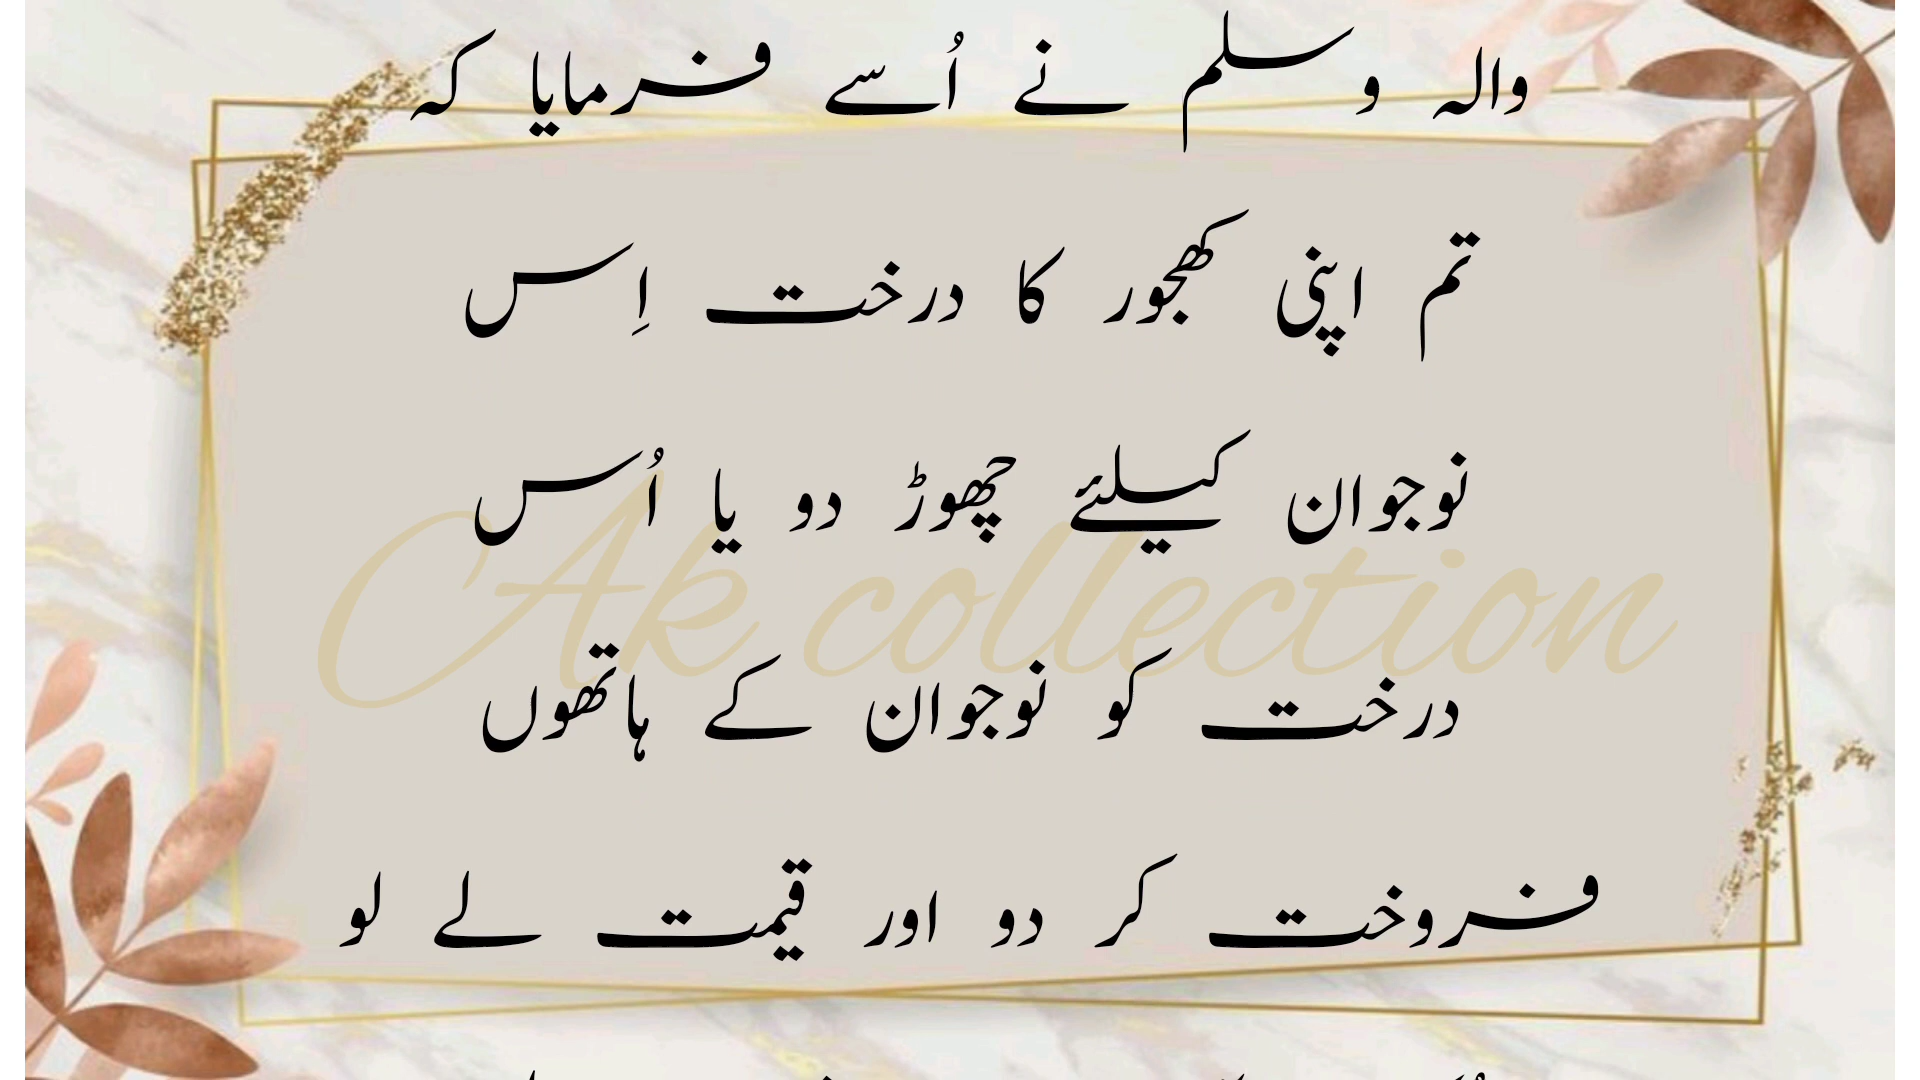 والہ وسلم نے اُسے فرمایا کہ
تم اپنی کھجور کا درخت اِس
نوجوان کیلئے چھوڑ دو یا اُس
Ak collection
درخت کو نوجوان کے ہاتھوں
فروخت کر دو اور قیمت لے لو